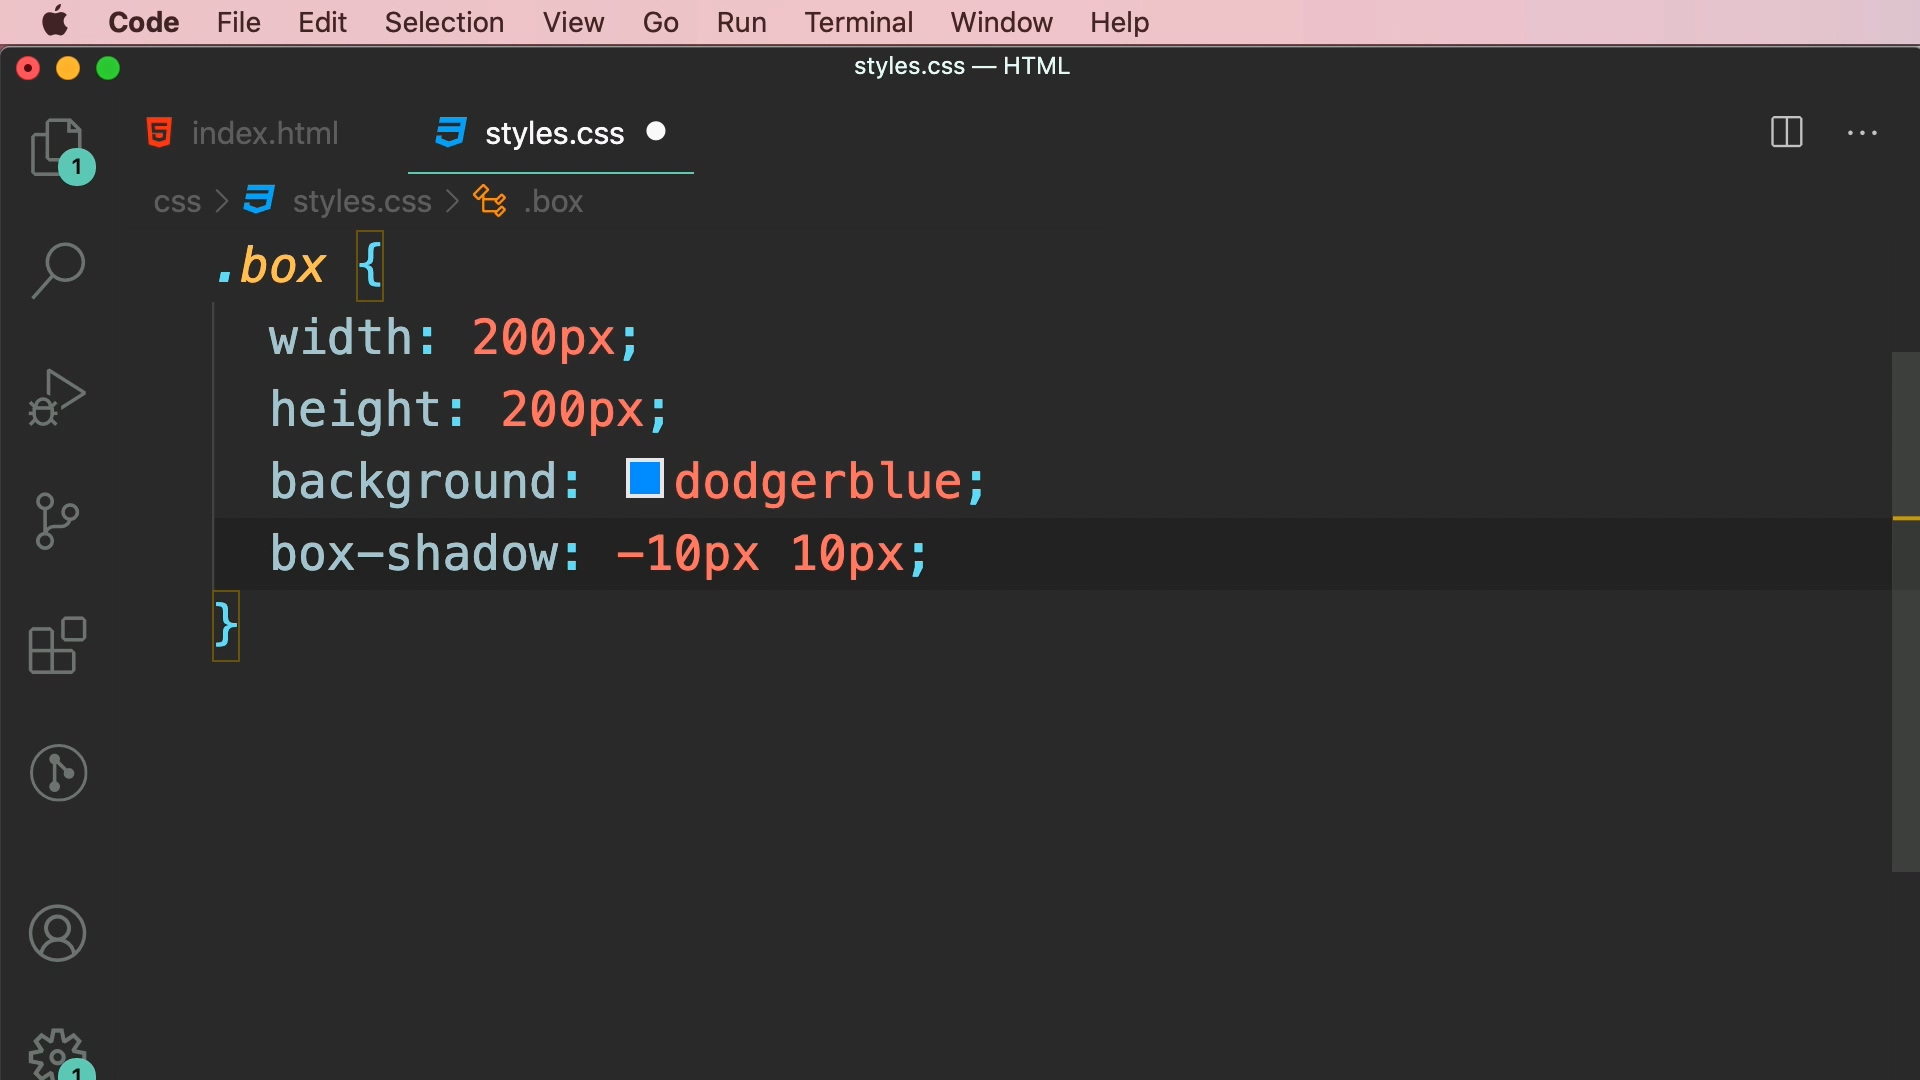 Code File Edit Selection View Go Run Terminal Window Help
styles.css — HTML
index.html styles.css
css > styles.css > .box
.box {
width: 200px;
height: 200px;
background: dodgerblue;
box-shadow: -10px 10px;
}
1
1